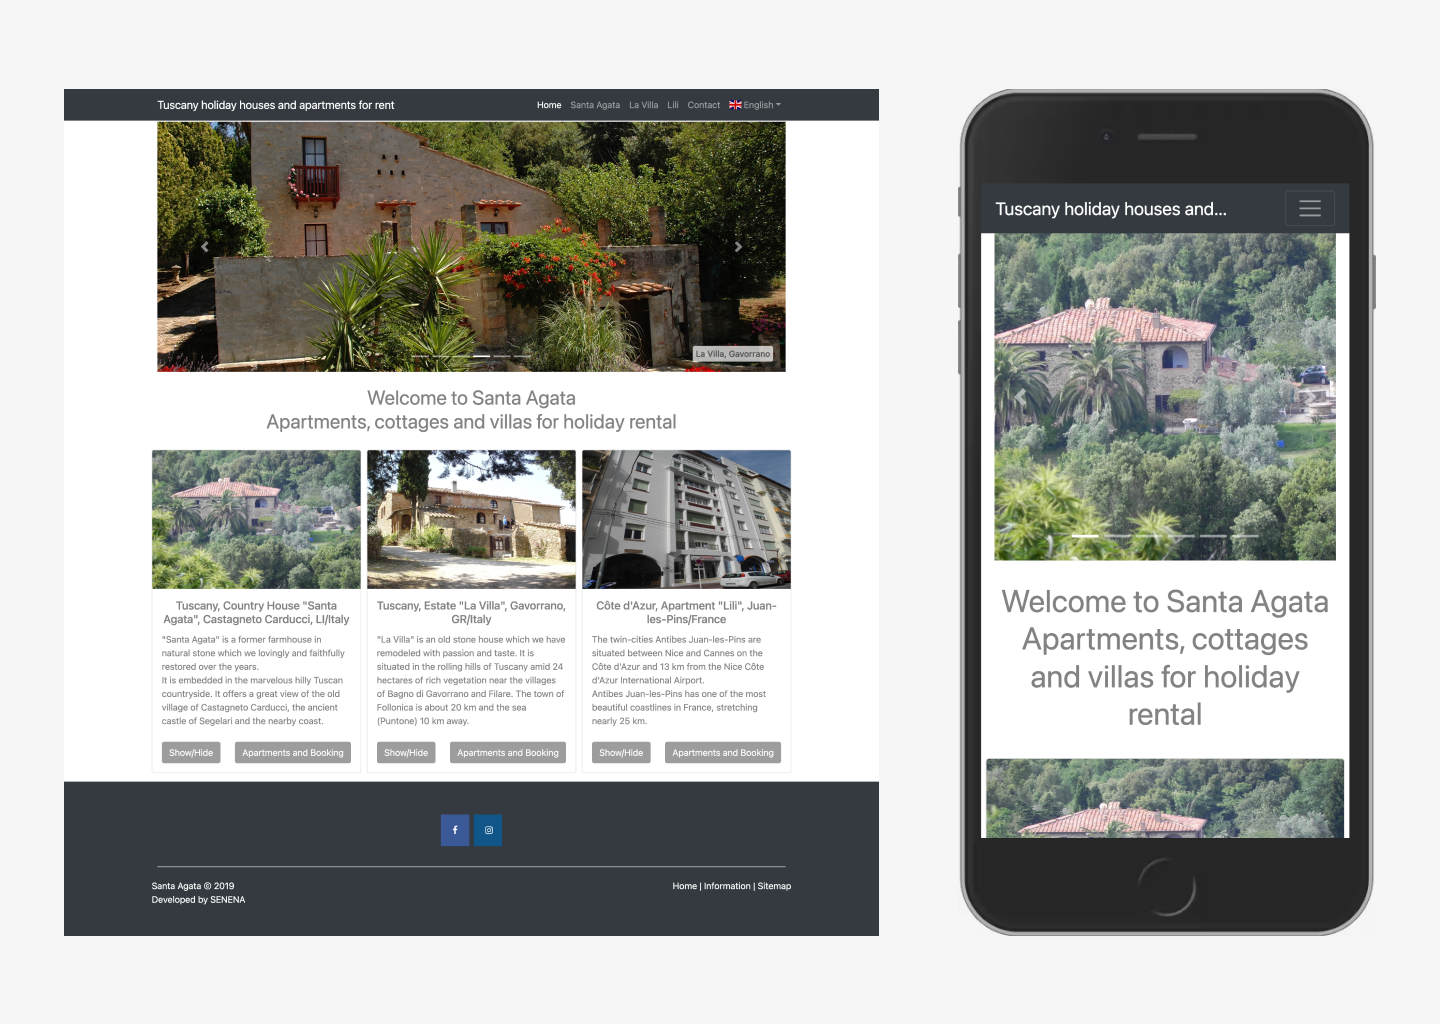 Tuscany holiday houses and apartments for rent
Home Santa Agata La Villa Lili Contact English
La Villa, Gavorrano
Welcome to Santa Agata
Apartments, cottages and villas for holiday rental
Tuscany, Country House "Santa
Agata", Castagneto Carducci, LI/Italy
"Santa Agata" is a former farmhouse in
natural stone which we lovingly and faithfully
restored over the years.
It is embedded in the marvelous hilly Tuscan
countryside. It offers a great view of the old
village of Castagneto Carducci, the ancient
castle of Segelari and the nearby coast.
Show/Hide Apartments and Booking
Tuscany, Estate "La Villa", Gavorrano,
GR/Italy
"La Villa" is an old stone house which we have
remodeled with passion and taste. It is
situated in the rolling hills of Tuscany amid 24
hectares of rich vegetation near the villages
of Bagno di Gavorrano and Filare. The town of
Follonica is about 20 km and the sea
(Puntone) 10 km away.
Show/Hide Apartments and Booking
Côte d'Azur, Apartment "Lili", Juan-
les-Pins/France
The twin-cities Antibes Juan-les-Pins are
situated between Nice and Cannes on the
Côte d'Azur and 13 km from the Nice Côte
d'Azur International Airport.
Antibes Juan-les-Pins has one of the most
beautiful coastlines in France, stretching
nearly 25 km.
Show/Hide Apartments and Booking
Santa Agata © 2019
Developed by SENENA
Home | Information | Sitemap
Tuscany holiday houses and...
Welcome to Santa Agata
Apartments, cottages
and villas for holiday
rental